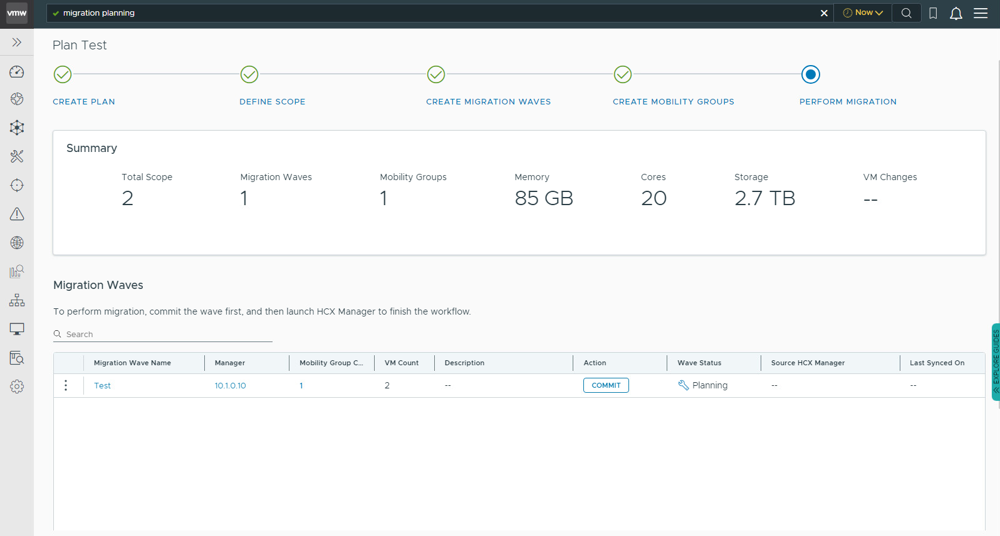 vmw
migration planning
Now
Plan Test
CREATE PLAN
DEFINE SCOPE
CREATE MIGRATION WAVES
CREATE MOBILITY GROUPS
PERFORM MIGRATION
Summary
Total Scope
2
Migration Waves
1
Mobility Groups
1
Memory
85 GB
Cores
20
Storage
2.7 TB
VM Changes
--
Migration Waves
To perform migration, commit the wave first, and then launch HCX Manager to finish the workflow.
Search
Migration Wave Name Manager Mobility Group C... VM Count Description Action Wave Status Source HCX Manager Last Synced On
Test 10.1.0.10 1 2 -- COMMIT Planning -- --
EXPLORE GUIDES